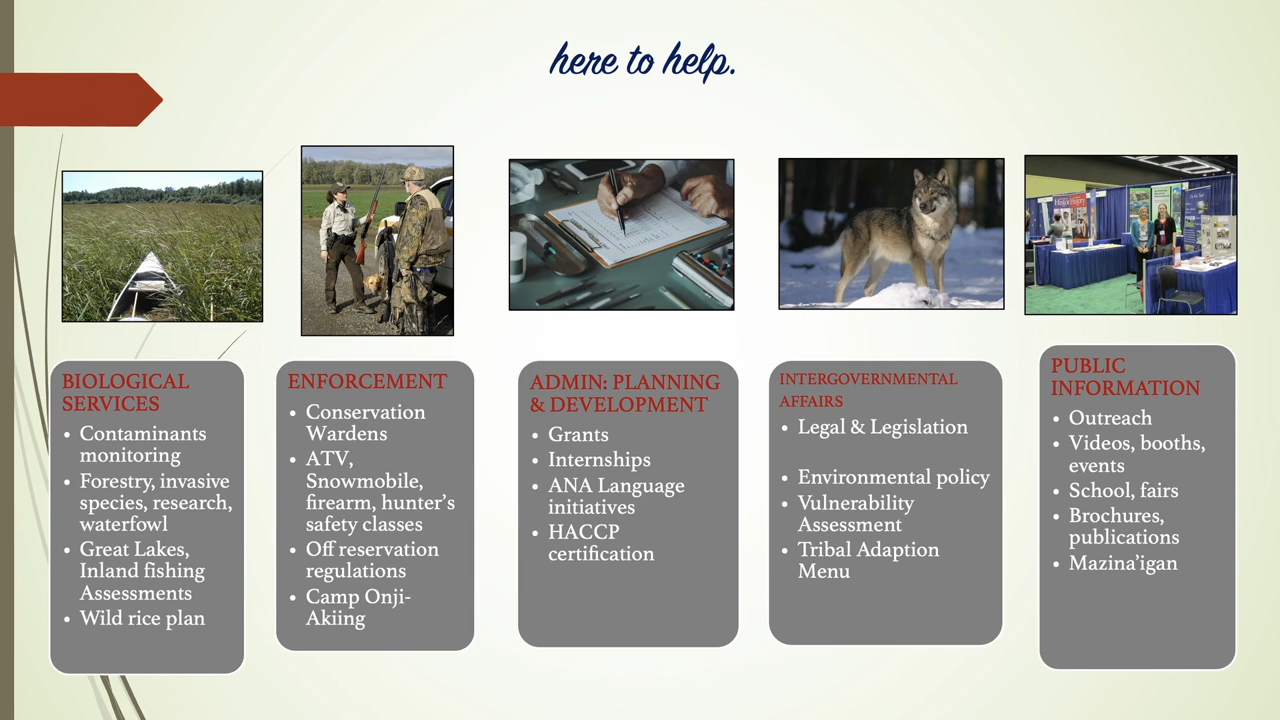 here to help.
BIOLOGICAL
SERVICES
• Contaminants
monitoring
• Forestry, invasive
species, research,
waterfowl
• Great Lakes,
Inland fishing
Assessments
• Wild rice plan
ENFORCEMENT
• Conservation
Wardens
• ATV,
Snowmobile,
firearm, hunter's
safety classes
• Off reservation
regulations
• Camp Onji-
Akiing
ADMIN: PLANNING
& DEVELOPMENT
• Grants
• Internships
• ANA Language
initiatives
• HACCP
certification
INTERGOVERNMENTAL
AFFAIRS
• Legal & Legislation
• Environmental policy
• Vulnerability
Assessment
• Tribal Adaption
Menu
PUBLIC
INFORMATION
• Outreach
• Videos, booths,
events
• School, fairs
• Brochures,
publications
• Mazina'igan